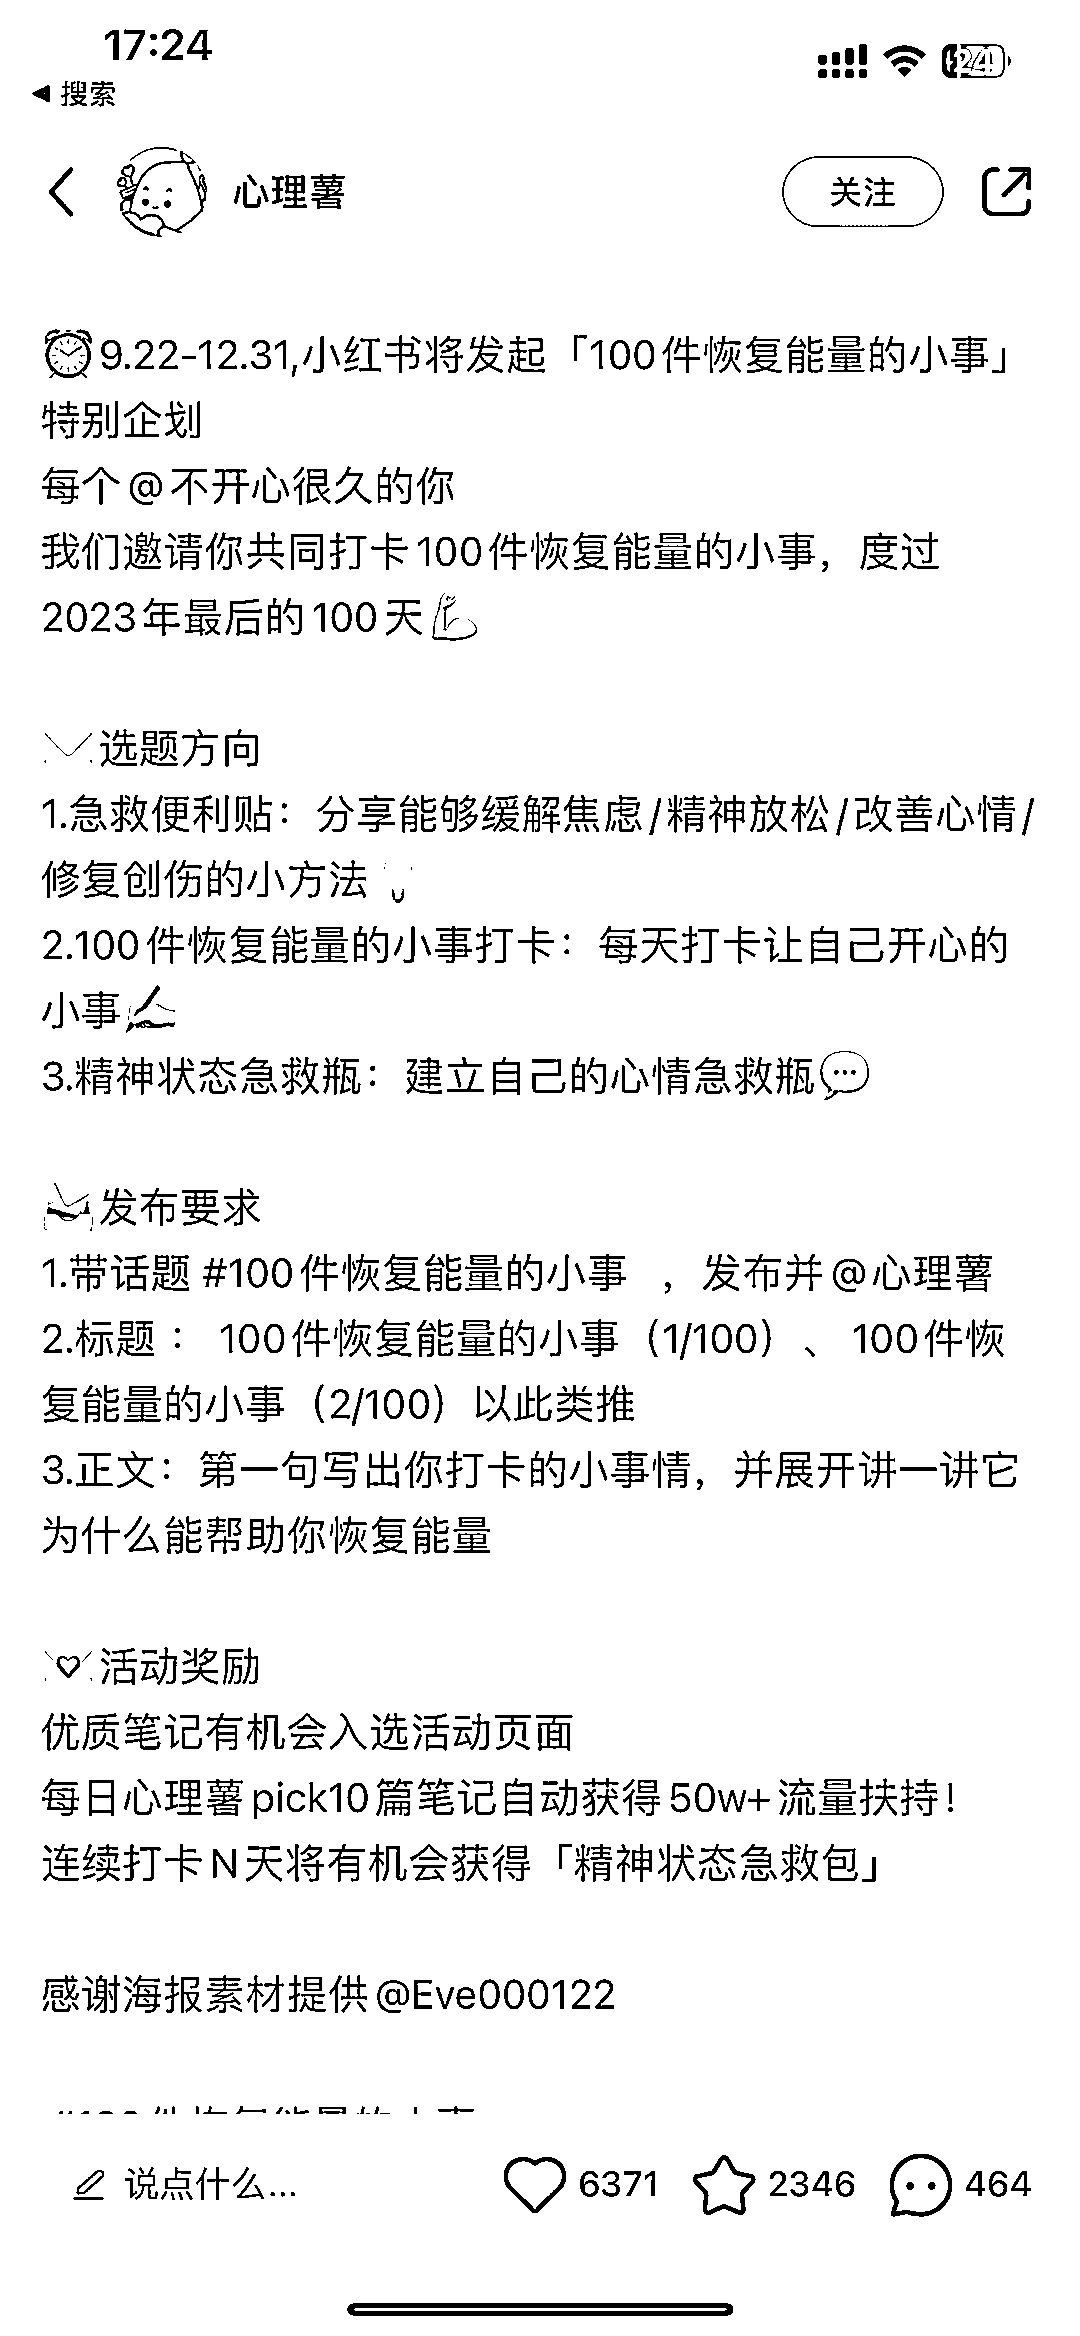 17:24
搜索
心理薯
关注
9.22-12.31,小红书将发起「100件恢复能量的小事」
特别企划
每个@不开心很久的你
我们邀请你共同打卡100件恢复能量的小事，度过
2023年最后的100天
选题方向
1.急救便利贴：分享能够缓解焦虑/精神放松/改善心情/
修复创伤的小方法
2.100件恢复能量的小事打卡：每天打卡让自己开心的
小事
3.精神状态急救瓶：建立自己的心情急救瓶
发布要求
1.带话题 #100件恢复能量的小事 ，发布并@心理薯
2.标题： 100件恢复能量的小事（1/100）、100件恢
复能量的小事（2/100）以此类推
3.正文：第一句写出你打卡的小事情，并展开讲一讲它
为什么能帮助你恢复能量
活动奖励
优质笔记有机会入选活动页面
每日心理薯pick10篇笔记自动获得50w+流量扶持！
连续打卡N天将有机会获得「精神状态急救包」
感谢海报素材提供@Eve000122
#100件恢复能量的小事
说点什么...
6371
2346
464